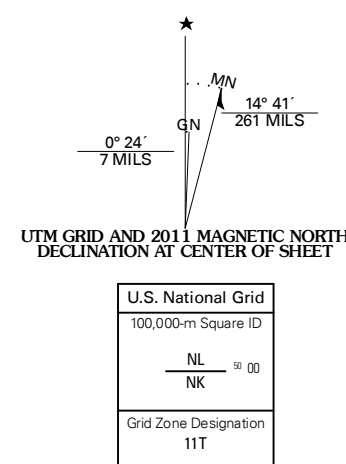 ★
MN
GN
14° 41´
261 MILS
0° 24´
7 MILS
UTM GRID AND 2011 MAGNETIC NORTH
DECLINATION AT CENTER OF SHEET
U.S. National Grid
100,000-m Square ID
NL
50 00
NK
Grid Zone Designation
11T